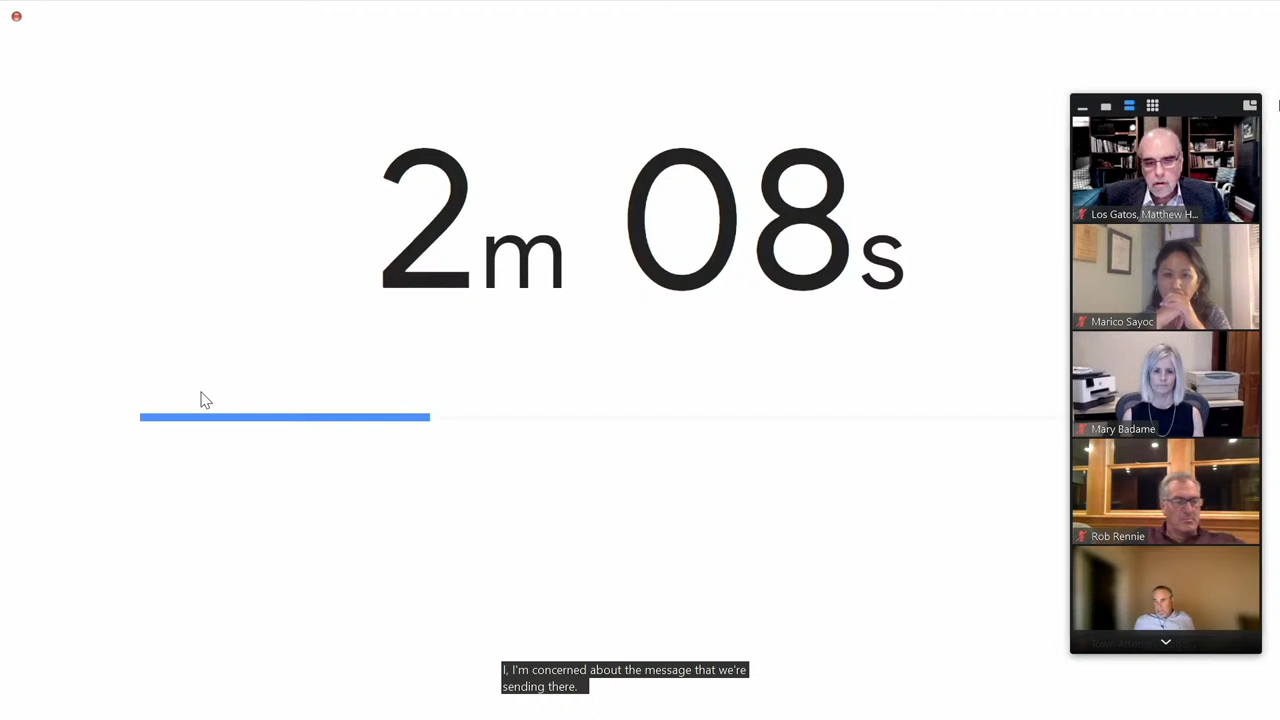 2m 08s
Los Gatos, Matthew H...
Marico Sayoc
Mary Badame
Rob Rennie
I, I'm concerned about the message that we're
sending there.